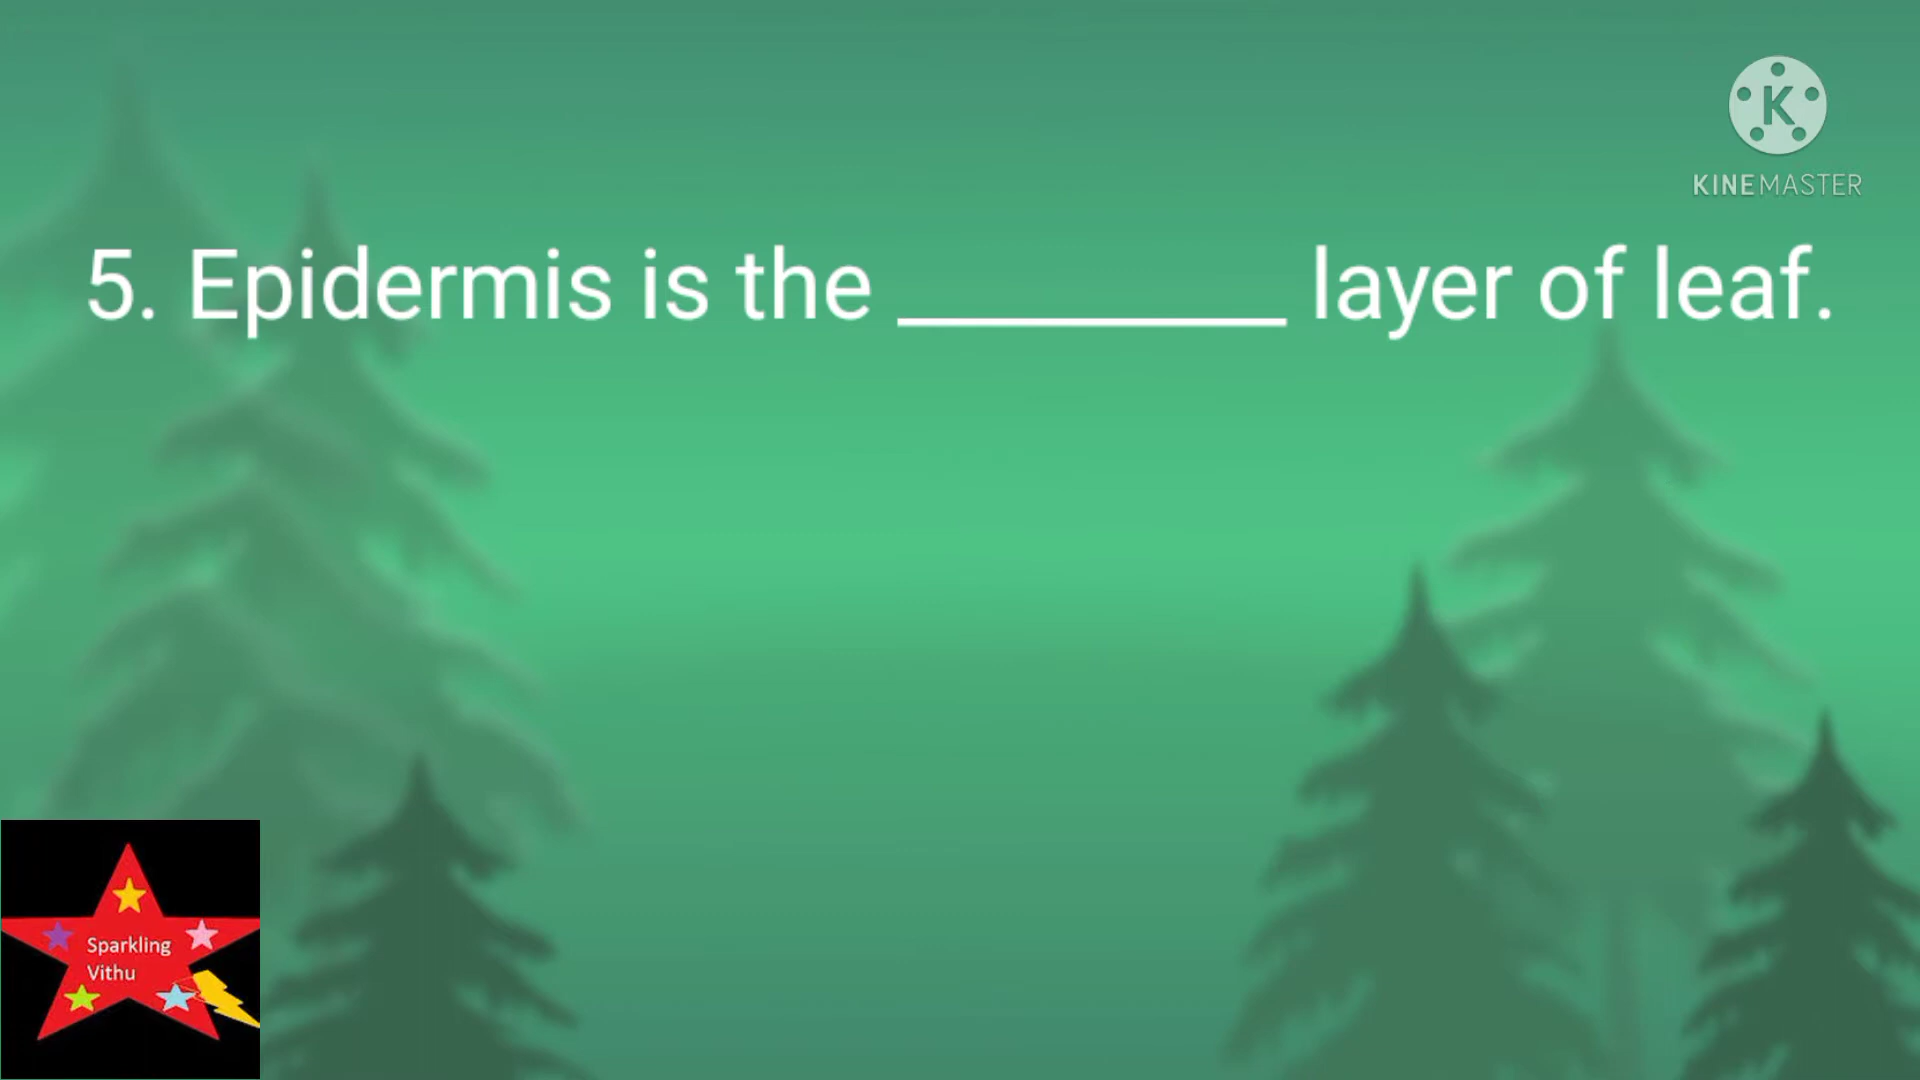 K
KINEMASTER
5. Epidermis is the ________ layer of leaf.
Sparkling
Vithu